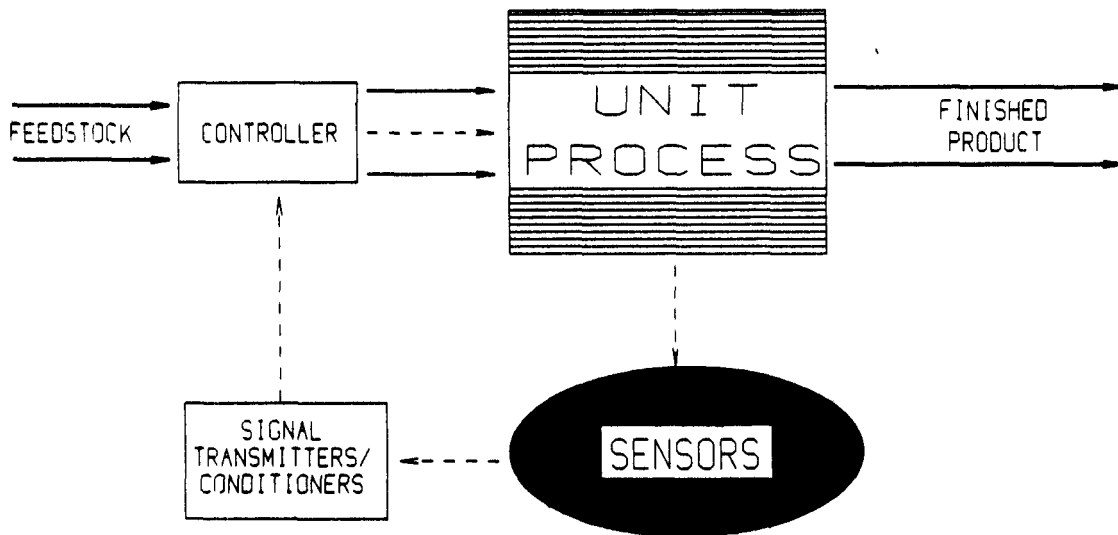 FEEDSTOCK
CONTROLLER
UNIT
PROCESS
FINISHED
PRODUCT
SIGNAL
TRANSMITTERS/
CONDITIONERS
SENSORS